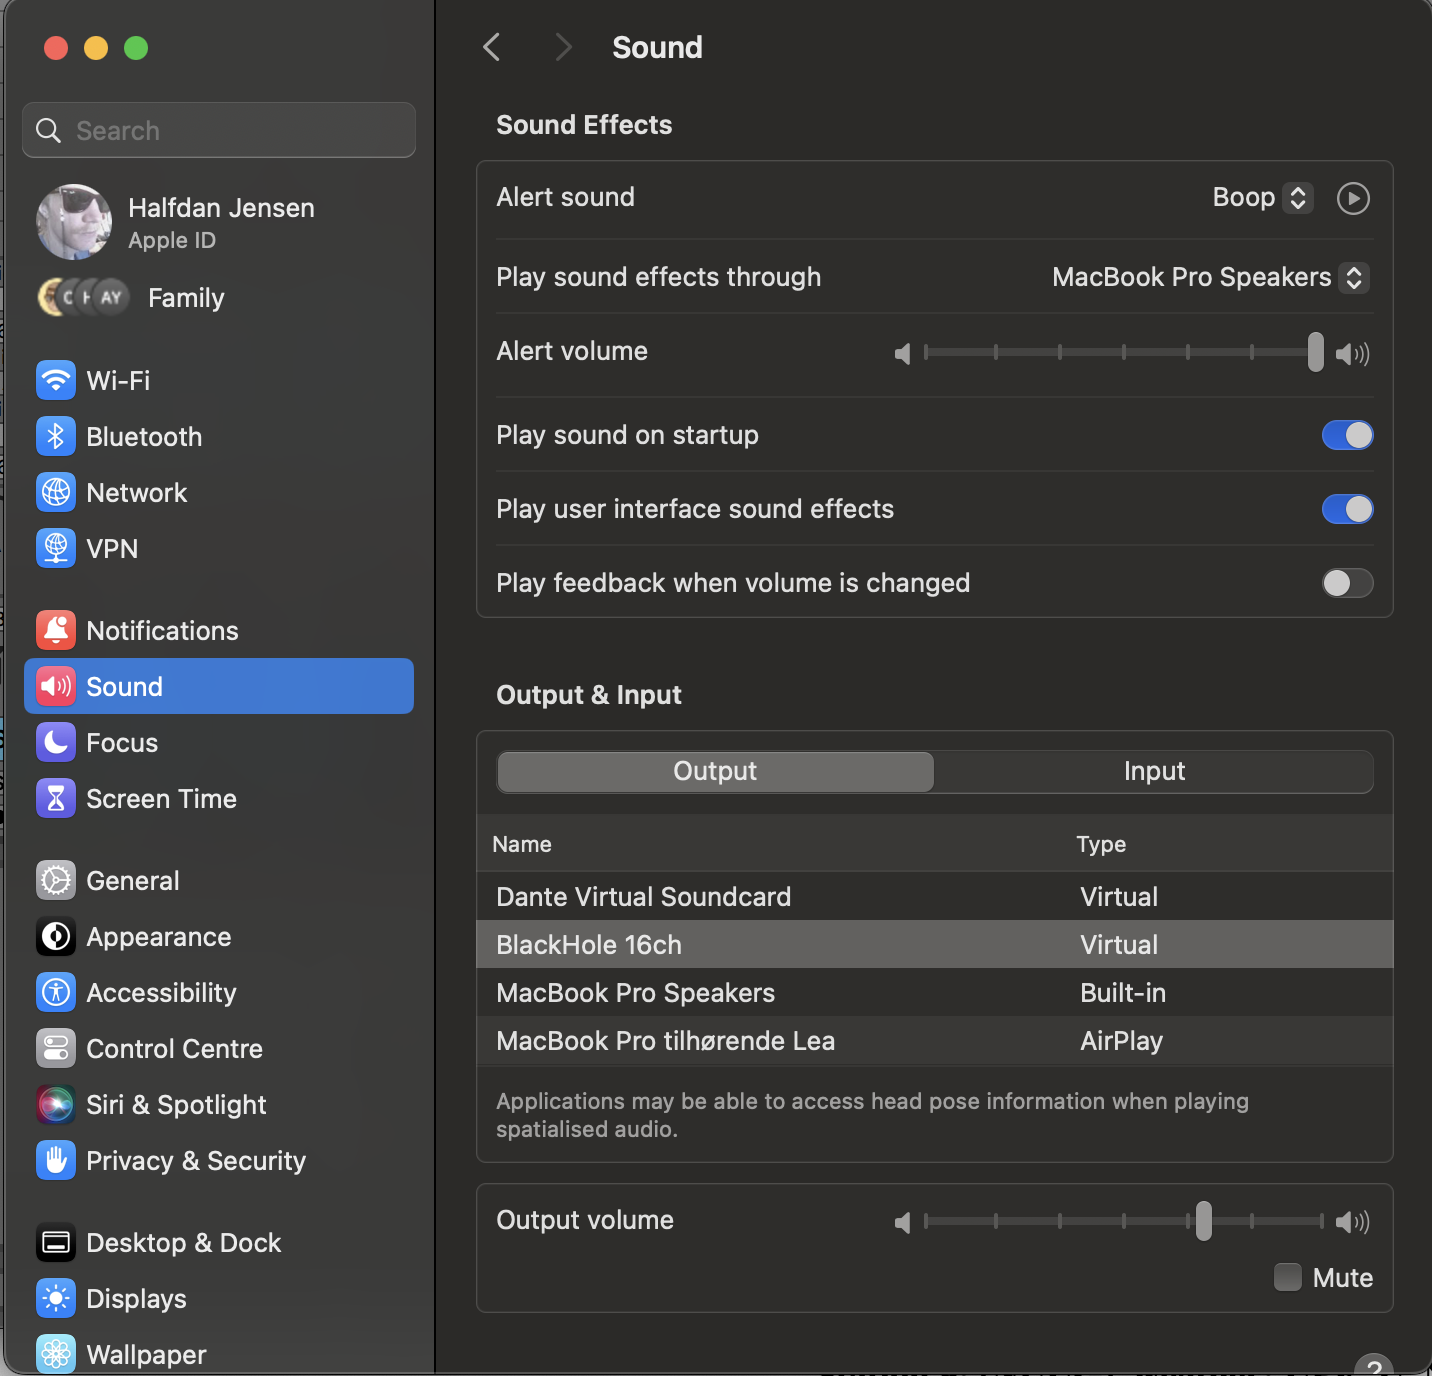 Search
Halfdan Jensen
Apple ID
AY
Family
Wi-Fi
Bluetooth
Network
VPN
Notifications
Sound
Focus
Screen Time
General
Appearance
Accessibility
Control Centre
Siri & Spotlight
Privacy & Security
Desktop & Dock
Displays
Wallpaper
Sound
Sound Effects
Alert sound Boop
Play sound effects through MacBook Pro Speakers
Alert volume
Play sound on startup
Play user interface sound effects
Play feedback when volume is changed
Output & Input
Output Input
Name Type
Dante Virtual Soundcard Virtual
BlackHole 16ch Virtual
MacBook Pro Speakers Built-in
MacBook Pro tilhørende Lea AirPlay
Applications may be able to access head pose information when playing
spatialised audio.
Output volume
Mute
?